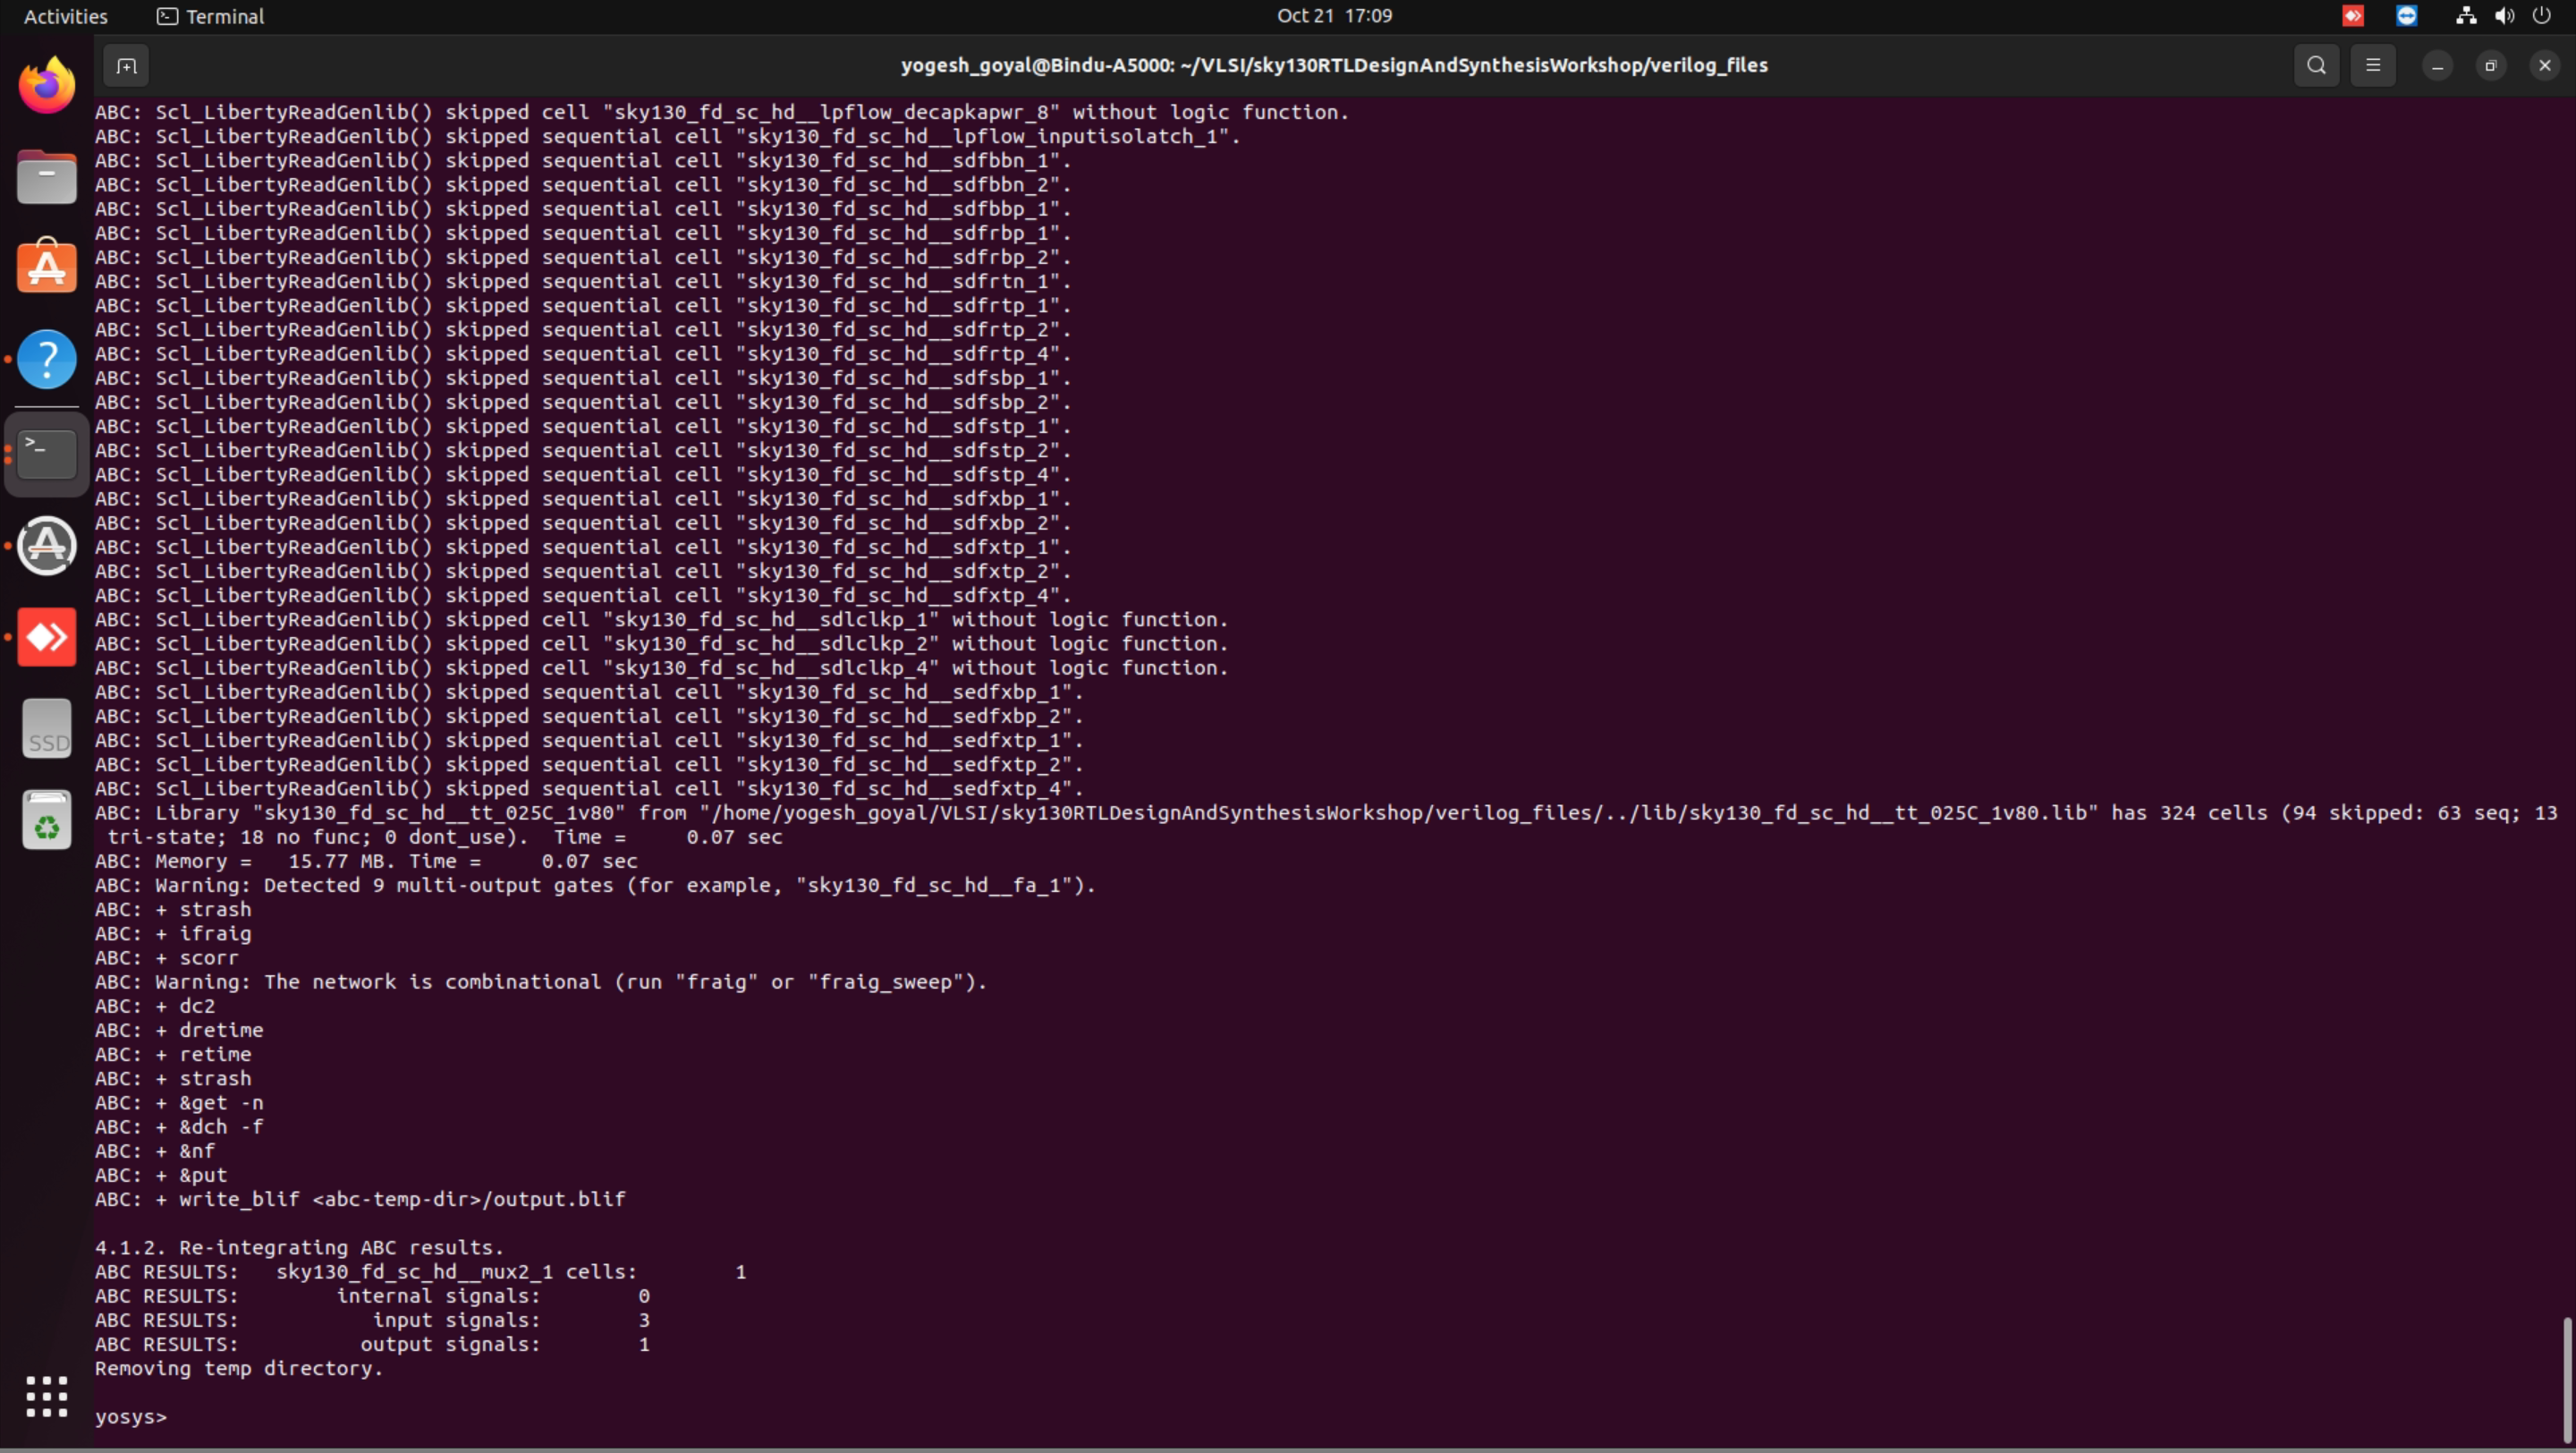 Activities Terminal Oct 21 17:09
yogesh_goyal@Bindu-A5000: ~/VLSI/sky130RTLDesignAndSynthesisWorkshop/verilog_files
ABC: Scl_LibertyReadGenlib() skipped cell "sky130_fd_sc_hd__lpflow_decapkapwr_8" without logic function.
ABC: Scl_LibertyReadGenlib() skipped sequential cell "sky130_fd_sc_hd__lpflow_inputisolatch_1".
ABC: Scl_LibertyReadGenlib() skipped sequential cell "sky130_fd_sc_hd__sdfbbn_1".
ABC: Scl_LibertyReadGenlib() skipped sequential cell "sky130_fd_sc_hd__sdfbbn_2".
ABC: Scl_LibertyReadGenlib() skipped sequential cell "sky130_fd_sc_hd__sdfbbp_1".
ABC: Scl_LibertyReadGenlib() skipped sequential cell "sky130_fd_sc_hd__sdfrbp_1".
ABC: Scl_LibertyReadGenlib() skipped sequential cell "sky130_fd_sc_hd__sdfrbp_2".
ABC: Scl_LibertyReadGenlib() skipped sequential cell "sky130_fd_sc_hd__sdfrtn_1".
ABC: Scl_LibertyReadGenlib() skipped sequential cell "sky130_fd_sc_hd__sdfrtp_1".
ABC: Scl_LibertyReadGenlib() skipped sequential cell "sky130_fd_sc_hd__sdfrtp_2".
ABC: Scl_LibertyReadGenlib() skipped sequential cell "sky130_fd_sc_hd__sdfrtp_4".
ABC: Scl_LibertyReadGenlib() skipped sequential cell "sky130_fd_sc_hd__sdfsbp_1".
ABC: Scl_LibertyReadGenlib() skipped sequential cell "sky130_fd_sc_hd__sdfsbp_2".
ABC: Scl_LibertyReadGenlib() skipped sequential cell "sky130_fd_sc_hd__sdfstp_1".
ABC: Scl_LibertyReadGenlib() skipped sequential cell "sky130_fd_sc_hd__sdfstp_2".
ABC: Scl_LibertyReadGenlib() skipped sequential cell "sky130_fd_sc_hd__sdfstp_4".
ABC: Scl_LibertyReadGenlib() skipped sequential cell "sky130_fd_sc_hd__sdfxbp_1".
ABC: Scl_LibertyReadGenlib() skipped sequential cell "sky130_fd_sc_hd__sdfxbp_2".
ABC: Scl_LibertyReadGenlib() skipped sequential cell "sky130_fd_sc_hd__sdfxtp_1".
ABC: Scl_LibertyReadGenlib() skipped sequential cell "sky130_fd_sc_hd__sdfxtp_2".
ABC: Scl_LibertyReadGenlib() skipped sequential cell "sky130_fd_sc_hd__sdfxtp_4".
ABC: Scl_LibertyReadGenlib() skipped cell "sky130_fd_sc_hd__sdlclkp_1" without logic function.
ABC: Scl_LibertyReadGenlib() skipped cell "sky130_fd_sc_hd__sdlclkp_2" without logic function.
ABC: Scl_LibertyReadGenlib() skipped cell "sky130_fd_sc_hd__sdlclkp_4" without logic function.
ABC: Scl_LibertyReadGenlib() skipped sequential cell "sky130_fd_sc_hd__sedfxbp_1".
ABC: Scl_LibertyReadGenlib() skipped sequential cell "sky130_fd_sc_hd__sedfxbp_2".
ABC: Scl_LibertyReadGenlib() skipped sequential cell "sky130_fd_sc_hd__sedfxtp_1".
ABC: Scl_LibertyReadGenlib() skipped sequential cell "sky130_fd_sc_hd__sedfxtp_2".
ABC: Scl_LibertyReadGenlib() skipped sequential cell "sky130_fd_sc_hd__sedfxtp_4".
ABC: Library "sky130_fd_sc_hd__tt_025C_1v80" from "/home/yogesh_goyal/VLSI/sky130RTLDesignAndSynthesisWorkshop/verilog_files/../lib/sky130_fd_sc_hd__tt_025C_1v80.lib" has 324 cells (94 skipped: 63 seq; 13
tri-state; 18 no func; 0 dont_use). Time = 0.07 sec
ABC: Memory = 15.77 MB. Time = 0.07 sec
ABC: Warning: Detected 9 multi-output gates (for example, "sky130_fd_sc_hd__fa_1").
ABC: + strash
ABC: + ifraig
ABC: + scorr
ABC: Warning: The network is combinational (run "fraig" or "fraig_sweep").
ABC: + dc2
ABC: + dretime
ABC: + retime
ABC: + strash
ABC: + &get -n
ABC: + &dch -f
ABC: + &nf
ABC: + &put
ABC: + write_blif <abc-temp-dir>/output.blif
4.1.2. Re-integrating ABC results.
ABC RESULTS: sky130_fd_sc_hd__mux2_1 cells: 1
ABC RESULTS: internal signals: 0
ABC RESULTS: input signals: 3
ABC RESULTS: output signals: 1
Removing temp directory.
yosys>
SSD